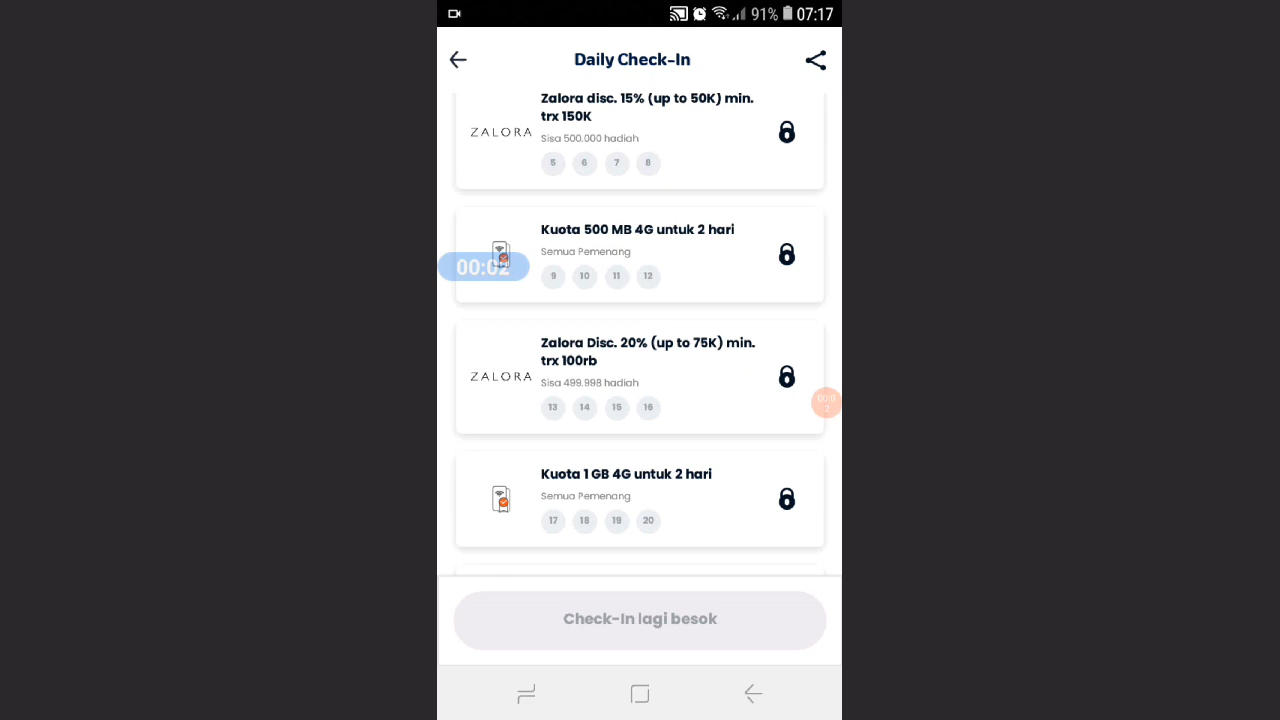 91% 07:17
Daily Check-In
Zalora disc. 15% (up to 50K) min.
trx 150K
ZALORA
Sisa 500.000 hadiah
5 6 7 8
Kuota 500 MB 4G untuk 2 hari
Semua Pemenang
00:02
9 10 11 12
Zalora Disc. 20% (up to 75K) min.
trx 100rb
ZALORA
Sisa 499.998 hadiah
13 14 15 16
00:0
2
Kuota 1 GB 4G untuk 2 hari
Semua Pemenang
17 18 19 20
Check-In lagi besok